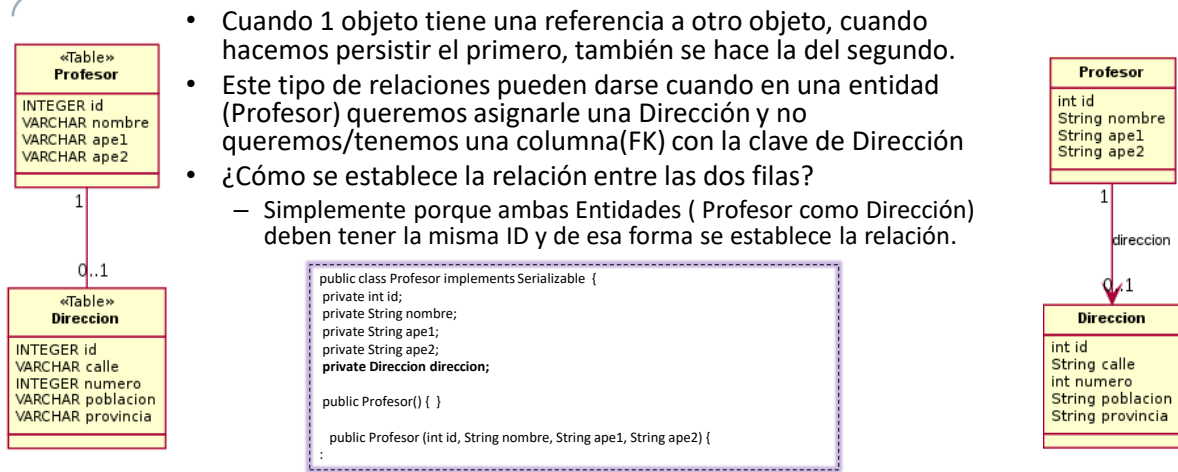 • Cuando 1 objeto tiene una referencia a otro objeto, cuando
hacemos persistir el primero, también se hace la del segundo.
• Este tipo de relaciones pueden darse cuando en una entidad
(Profesor) queremos asignarle una Dirección y no
queremos/tenemos una columna(FK) con la clave de Dirección
• ¿Cómo se establece la relación entre las dos filas?
– Simplemente porque ambas Entidades ( Profesor como Dirección)
deben tener la misma ID y de esa forma se establece la relación.
«Table»
Profesor
INTEGER id
VARCHAR nombre
VARCHAR ape1
VARCHAR ape2
1
0..1
«Table»
Direccion
INTEGER id
VARCHAR calle
INTEGER numero
VARCHAR poblacion
VARCHAR provincia
public class Profesor implements Serializable {
private int id;
private String nombre;
private String ape1;
private String ape2;
private Direccion direccion;
public Profesor() { }
public Profesor (int id, String nombre, String ape1, String ape2) {
:
Profesor
int id
String nombre
String ape1
String ape2
1
direccion
0..1
Direccion
int id
String calle
int numero
String poblacion
String provincia